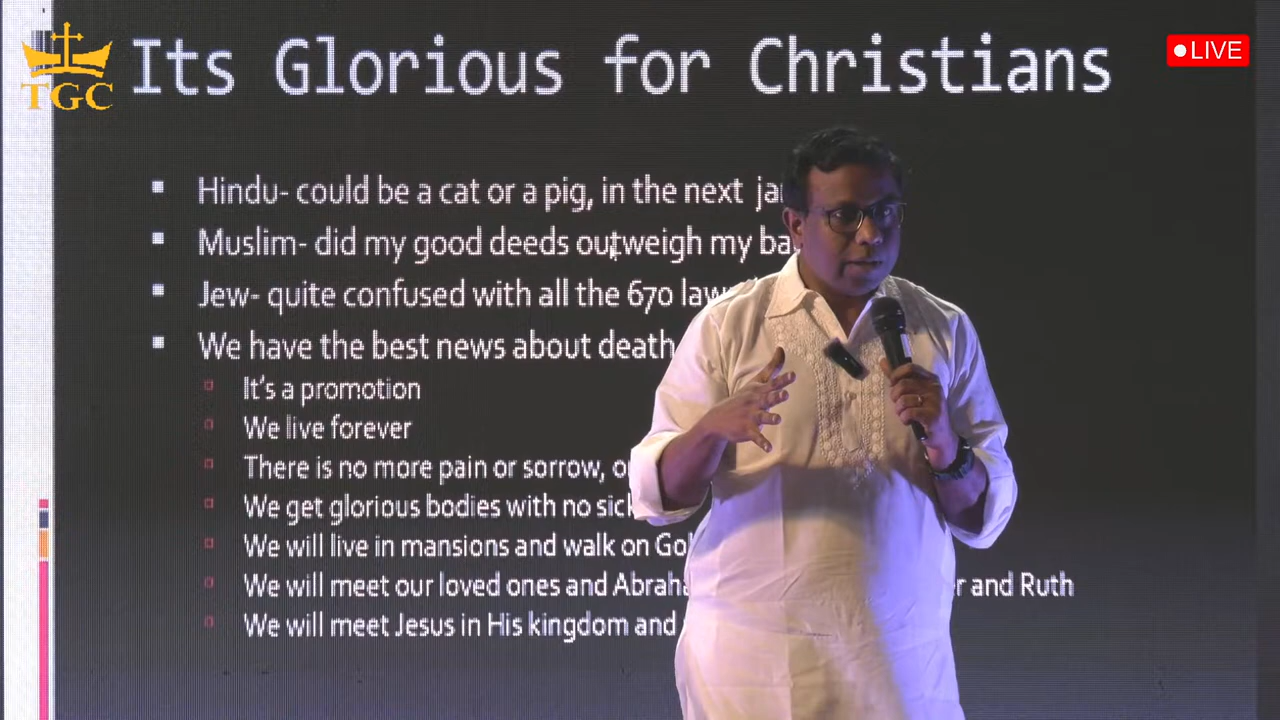 TGC
LIVE
Its Glorious for Christians
Hindu- could be a cat or a pig, in the next
Muslim- did my good deeds outweigh my
Jew- quite confused with all the 670
We have the best news about death
It's a promotion
We live forever
There is no more pain or sorrow,
We get glorious bodies with no
We will live in mansions and walk on
We will meet our loved ones and and Ruth
We will meet Jesus in His kingdom and